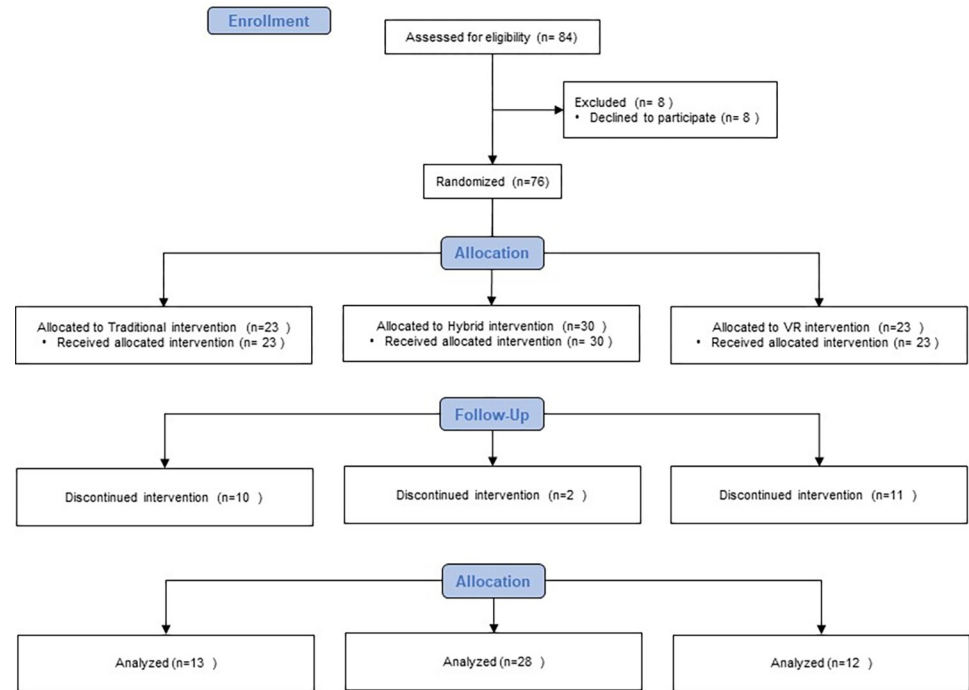 Enrollment
Assessed for eligibility (n= 84)
Excluded (n= 8 )
• Declined to participate (n= 8 )
Randomized (n=76)
Allocation
Allocated to Traditional intervention (n=23 )
• Received allocated intervention (n= 23 )
Allocated to Hybrid intervention (n=30 )
• Received allocated intervention (n= 30 )
Allocated to VR intervention (n=23 )
• Received allocated intervention (n= 23 )
Follow-Up
Discontinued intervention (n=10 )
Discontinued intervention (n=2 )
Discontinued intervention (n=11 )
Allocation
Analyzed (n=13 )
Analyzed (n=28 )
Analyzed (n=12 )